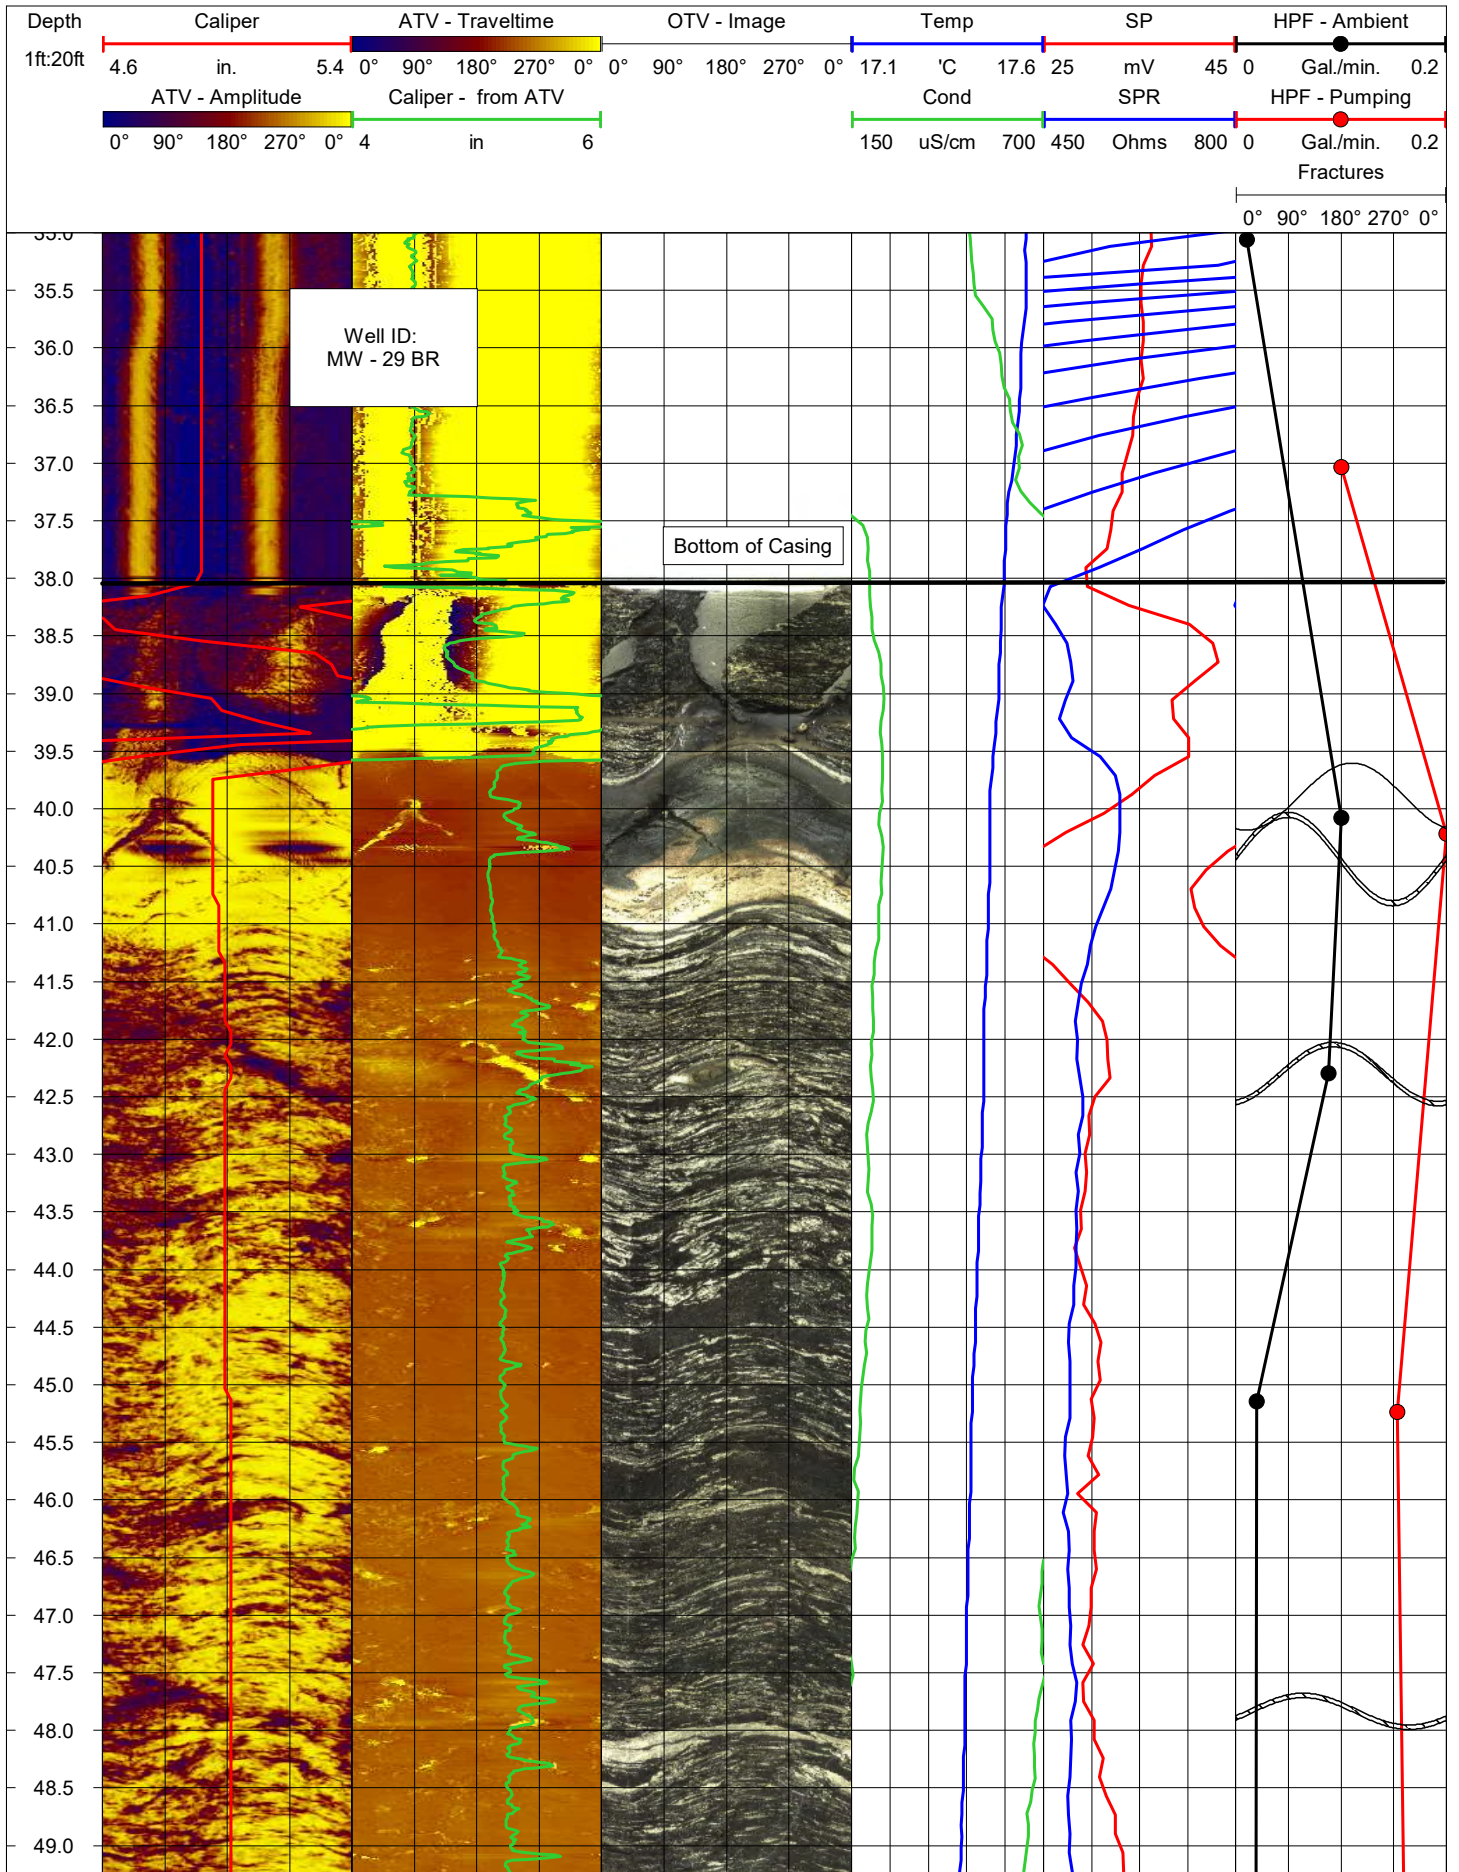 Depth
1ft:20ft
Caliper
4.6 in. 5.4
ATV - Amplitude
0° 90° 180° 270° 0°
ATV - Traveltime
0° 90° 180° 270° 0°
Caliper - from ATV
4 in 6
OTV - Image
0° 90° 180° 270° 0°
Temp
17.1 'C 17.6
Cond
150 uS/cm 700
SP
25 mV 45
SPR
450 Ohms 800
HPF - Ambient
0 Gal./min. 0.2
HPF - Pumping
0 Gal./min. 0.2
Fractures
0° 90° 180° 270° 0°
35.0
35.5
Well ID:
MW - 29 BR
36.0
36.5
37.0
37.5
Bottom of Casing
38.0
38.5
39.0
39.5
40.0
40.5
41.0
41.5
42.0
42.5
43.0
43.5
44.0
44.5
45.0
45.5
46.0
46.5
47.0
47.5
48.0
48.5
49.0